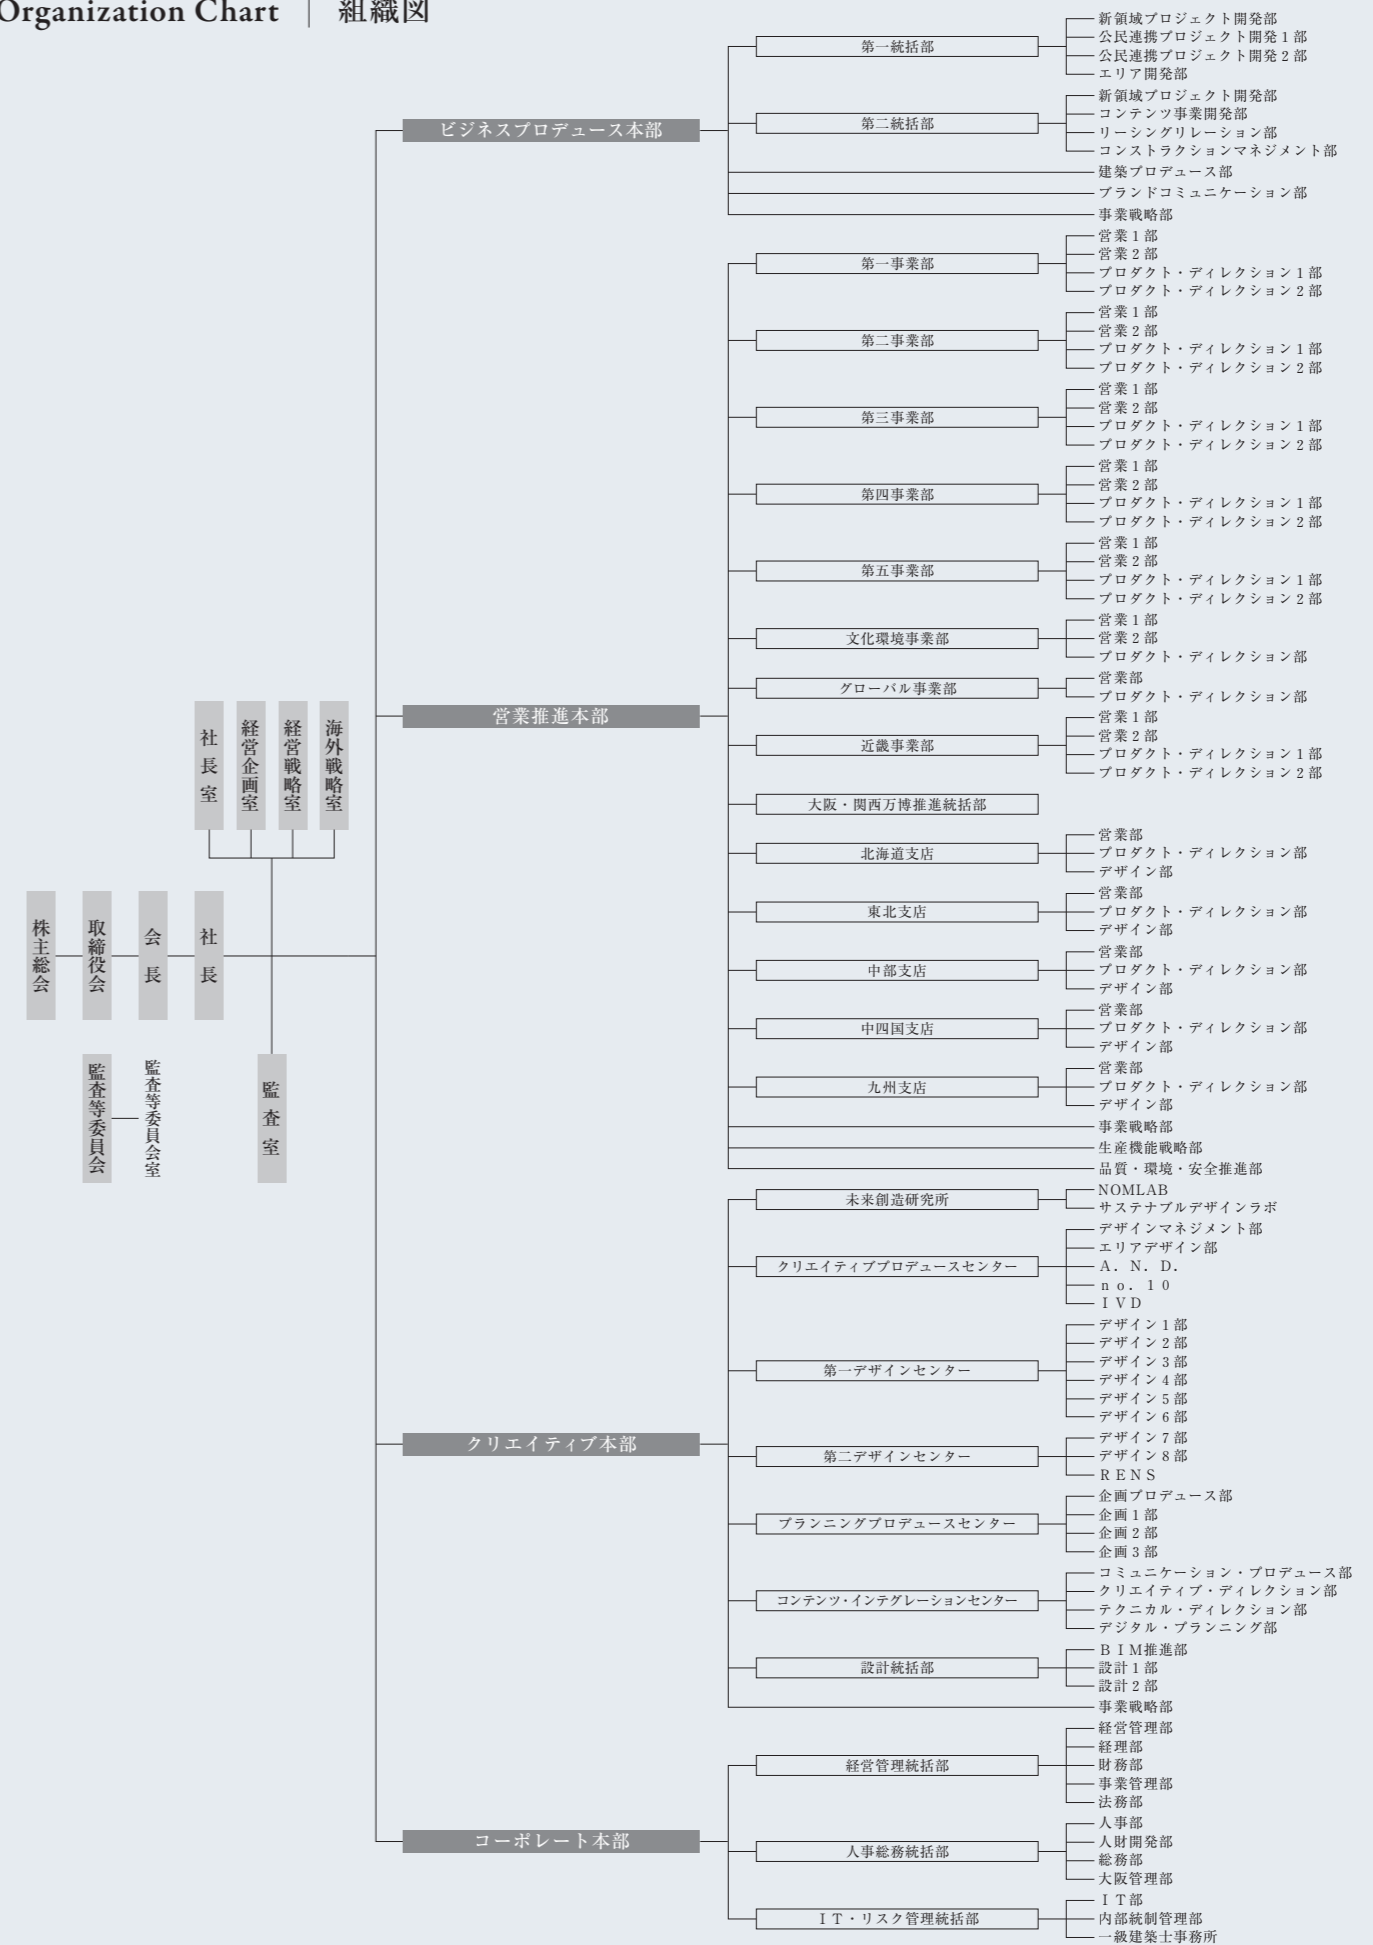 Organization Chart │ 組織図
株主総会
取締役会
会長
社長
監査等委員会
監査等委員会室
社長室
経営企画室
経営戦略室
海外戦略室
監査室
ビジネスプロデュース本部
第一統括部
新領域プロジェクト開発部
公民連携プロジェクト開発1部
公民連携プロジェクト開発2部
エリア開発部
第二統括部
新領域プロジェクト開発部
コンテンツ事業開発部
リーシングリレーション部
コンストラクションマネジメント部
建築プロデュース部
ブランドコミュニケーション部
事業戦略部
営業推進本部
第一事業部
営業1部
営業2部
プロダクト・ディレクション1部
プロダクト・ディレクション2部
第二事業部
営業1部
営業2部
プロダクト・ディレクション1部
プロダクト・ディレクション2部
第三事業部
営業1部
営業2部
プロダクト・ディレクション1部
プロダクト・ディレクション2部
第四事業部
営業1部
営業2部
プロダクト・ディレクション1部
プロダクト・ディレクション2部
第五事業部
営業1部
営業2部
プロダクト・ディレクション1部
プロダクト・ディレクション2部
文化環境事業部
営業1部
営業2部
プロダクト・ディレクション部
グローバル事業部
営業部
プロダクト・ディレクション部
近畿事業部
営業1部
営業2部
プロダクト・ディレクション1部
プロダクト・ディレクション2部
大阪・関西万博推進統括部
北海道支店
営業部
プロダクト・ディレクション部
デザイン部
東北支店
営業部
プロダクト・ディレクション部
デザイン部
中部支店
営業部
プロダクト・ディレクション部
デザイン部
中四国支店
営業部
プロダクト・ディレクション部
デザイン部
九州支店
営業部
プロダクト・ディレクション部
デザイン部
事業戦略部
生産機能戦略部
品質・環境・安全推進部
クリエイティブ本部
未来創造研究所
NOMLAB
サステナブルデザインラボ
クリエイティブプロデュースセンター
デザインマネジメント部
エリアデザイン部
A．N．D．
no．10
IVD
第一デザインセンター
デザイン1部
デザイン2部
デザイン3部
デザイン4部
デザイン5部
デザイン6部
第二デザインセンター
デザイン7部
デザイン8部
RENS
プランニングプロデュースセンター
企画プロデュース部
企画1部
企画2部
企画3部
コンテンツ・インテグレーションセンター
コミュニケーション・プロデュース部
クリエイティブ・ディレクション部
テクニカル・ディレクション部
デジタル・プランニング部
設計統括部
BIM推進部
設計1部
設計2部
事業戦略部
コーポレート本部
経営管理統括部
経営管理部
経理部
財務部
事業管理部
法務部
人事総務統括部
人事部
人財開発部
総務部
大阪管理部
IT・リスク管理統括部
IT部
内部統制管理部
一級建築士事務所